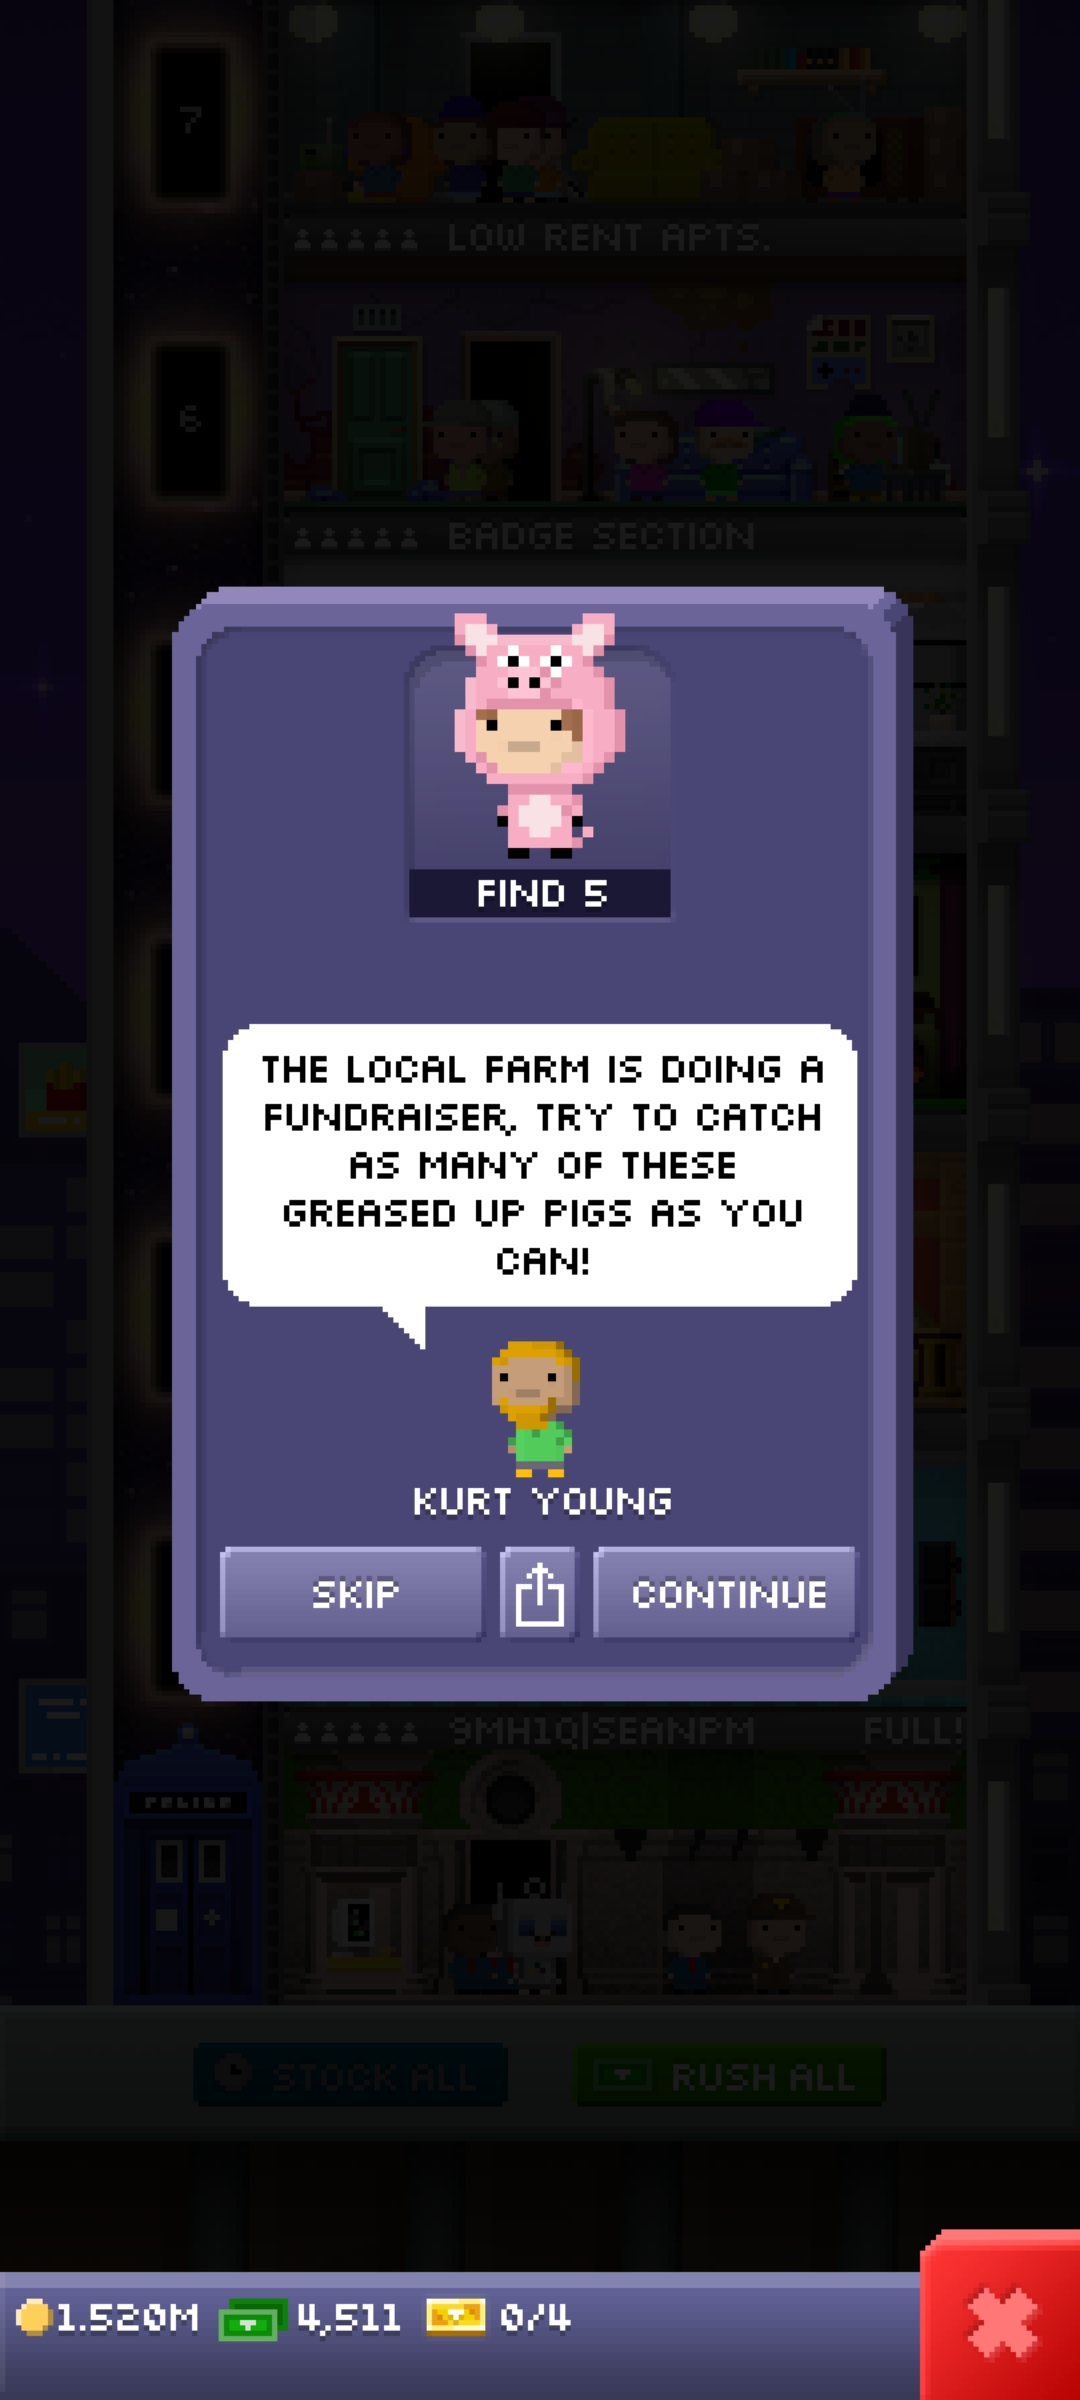 7
LOW RENT APTS.
6
BADGE SECTION
FIND 5
THE LOCAL FARM IS DOING A
FUNDRAISER, TRY TO CATCH
AS MANY OF THESE
GREASED UP PIGS AS YOU
CAN!
KURT YOUNG
SKIP
CONTINUE
9MH1Q|SEANPM FULL!
POLICE
STOCK ALL
RUSH ALL
1.520M 4,511 0/4